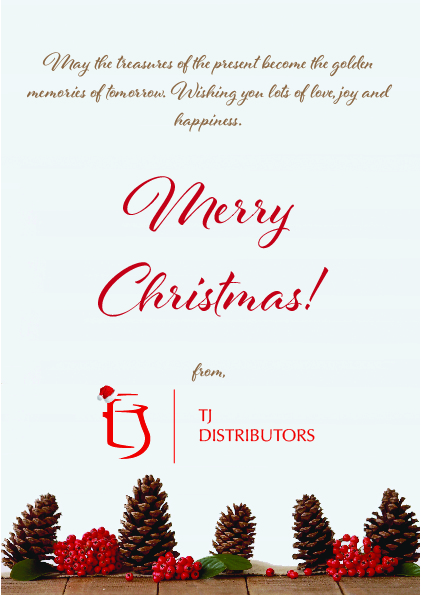 May the treasures of the present become the golden
memories of tomorrow. Wishing you lots of love, joy and
happiness.
Merry
Christmas!
from,
tj
TJ
DISTRIBUTORS